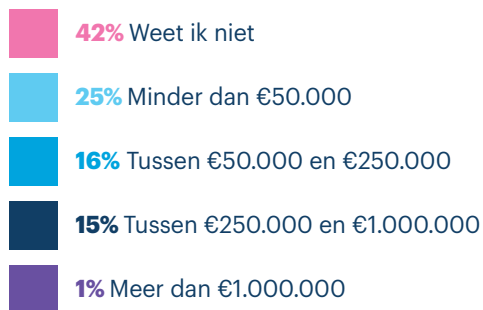 42% Weet ik niet
25% Minder dan €50.000
16% Tussen €50.000 en €250.000
15% Tussen €250.000 en €1.000.000
1% Meer dan €1.000.000